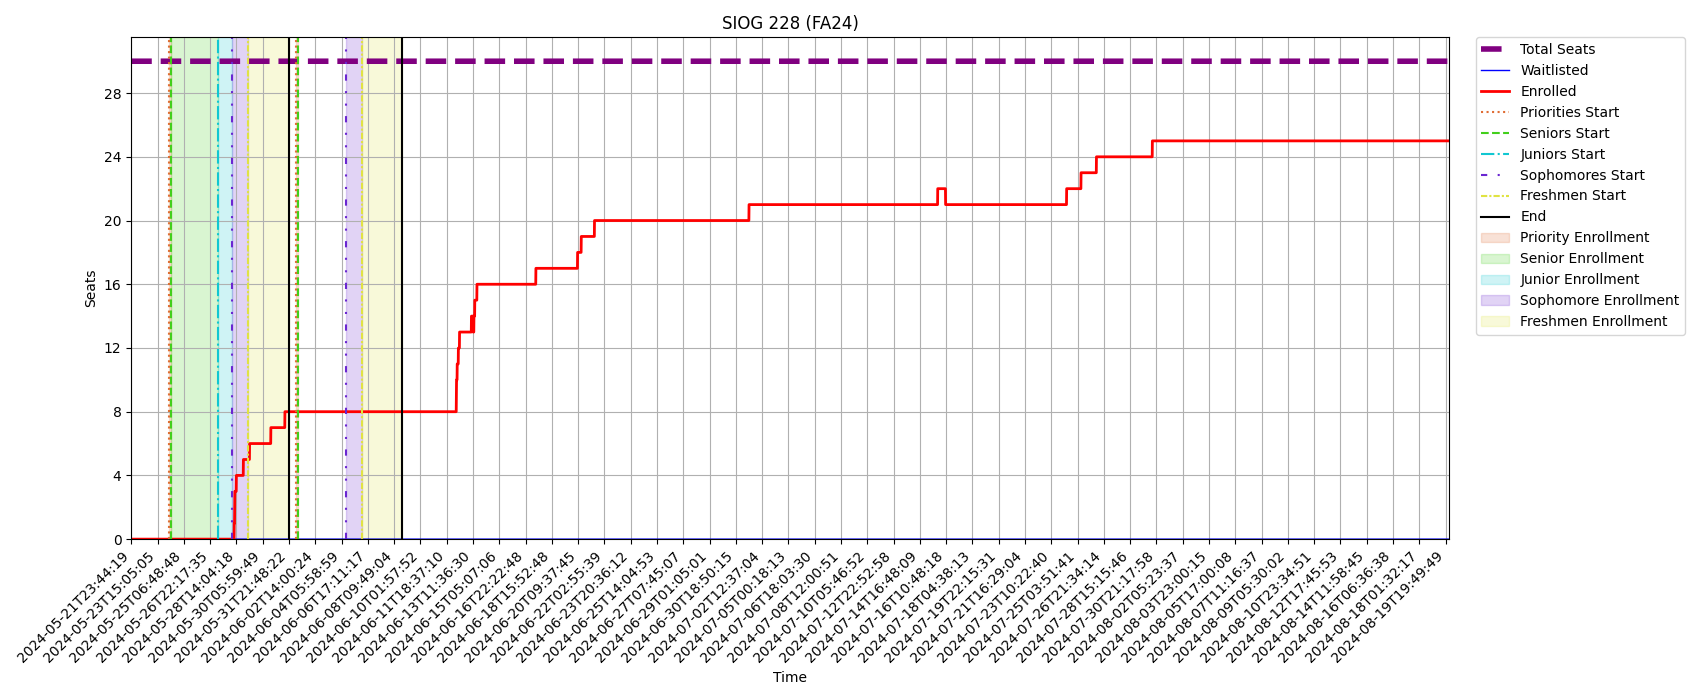 SIOG 228 (FA24)
Total Seats
Waitlisted
Enrolled
Priorities Start
Seniors Start
Juniors Start
Sophomores Start
Freshmen Start
End
Priority Enrollment
Senior Enrollment
Junior Enrollment
Sophomore Enrollment
Freshmen Enrollment
Seats
28
24
20
16
12
8
4
0
2024-05-21T23:44:19
2024-05-23T15:05:05
2024-05-25T06:48:48
2024-05-26T22:17:35
2024-05-28T14:04:18
2024-05-30T05:59:49
2024-05-31T21:48:22
2024-06-02T14:00:24
2024-06-04T05:58:59
2024-06-06T17:11:17
2024-06-08T09:49:04
2024-06-10T01:57:52
2024-06-11T18:37:10
2024-06-13T11:36:30
2024-06-15T05:07:06
2024-06-16T22:22:48
2024-06-18T15:52:48
2024-06-20T09:37:45
2024-06-22T02:55:39
2024-06-23T20:36:12
2024-06-25T14:04:53
2024-06-27T07:45:07
2024-06-29T01:05:01
2024-06-30T18:50:15
2024-07-02T12:37:04
2024-07-05T00:18:13
2024-07-06T18:03:30
2024-07-08T12:00:51
2024-07-10T05:46:52
2024-07-12T22:52:58
2024-07-14T16:48:09
2024-07-16T10:48:18
2024-07-18T04:38:13
2024-07-19T22:15:31
2024-07-21T16:29:04
2024-07-23T10:22:40
2024-07-25T03:51:41
2024-07-26T21:34:14
2024-07-28T15:15:46
2024-07-30T21:17:58
2024-08-02T05:23:37
2024-08-03T23:00:15
2024-08-05T17:00:08
2024-08-07T11:16:37
2024-08-09T05:30:02
2024-08-10T23:34:51
2024-08-12T17:45:53
2024-08-14T11:58:45
2024-08-16T06:36:38
2024-08-18T01:32:17
2024-08-19T19:49:49
Time